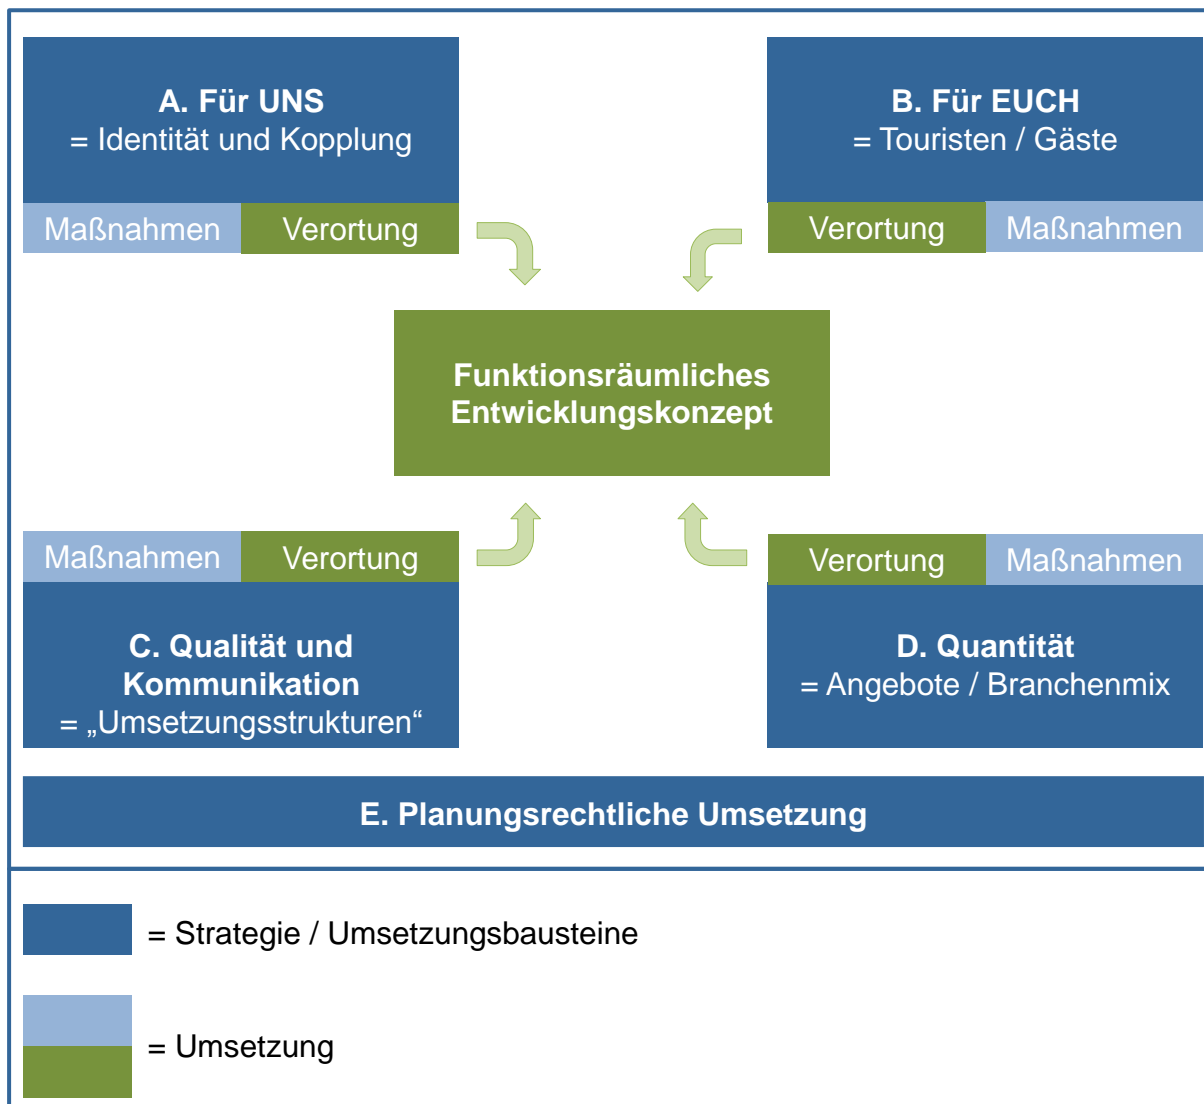 A. Für UNS
= Identität und Kopplung
Maßnahmen
Verortung
B. Für EUCH
= Touristen / Gäste
Verortung
Maßnahmen
Funktionsräumliches
Entwicklungskonzept
Maßnahmen
Verortung
C. Qualität und
Kommunikation
= „Umsetzungsstrukturen“
Verortung
Maßnahmen
D. Quantität
= Angebote / Branchenmix
E. Planungsrechtliche Umsetzung
= Strategie / Umsetzungsbausteine
= Umsetzung